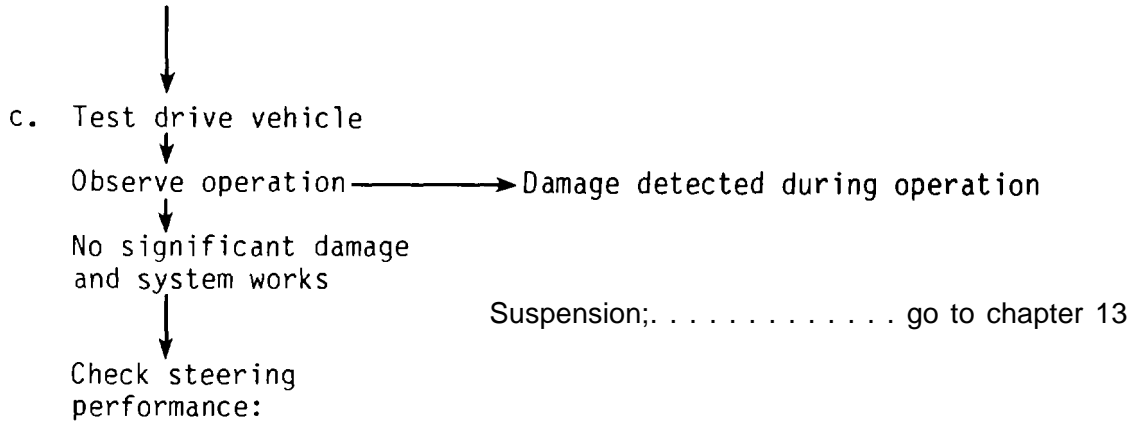 c. Test drive vehicle
Observe operation Damage detected during operation
No significant damage
and system works
Suspension;. . . . . . . . . . . . . . go to chapter 13
Check steering
performance: